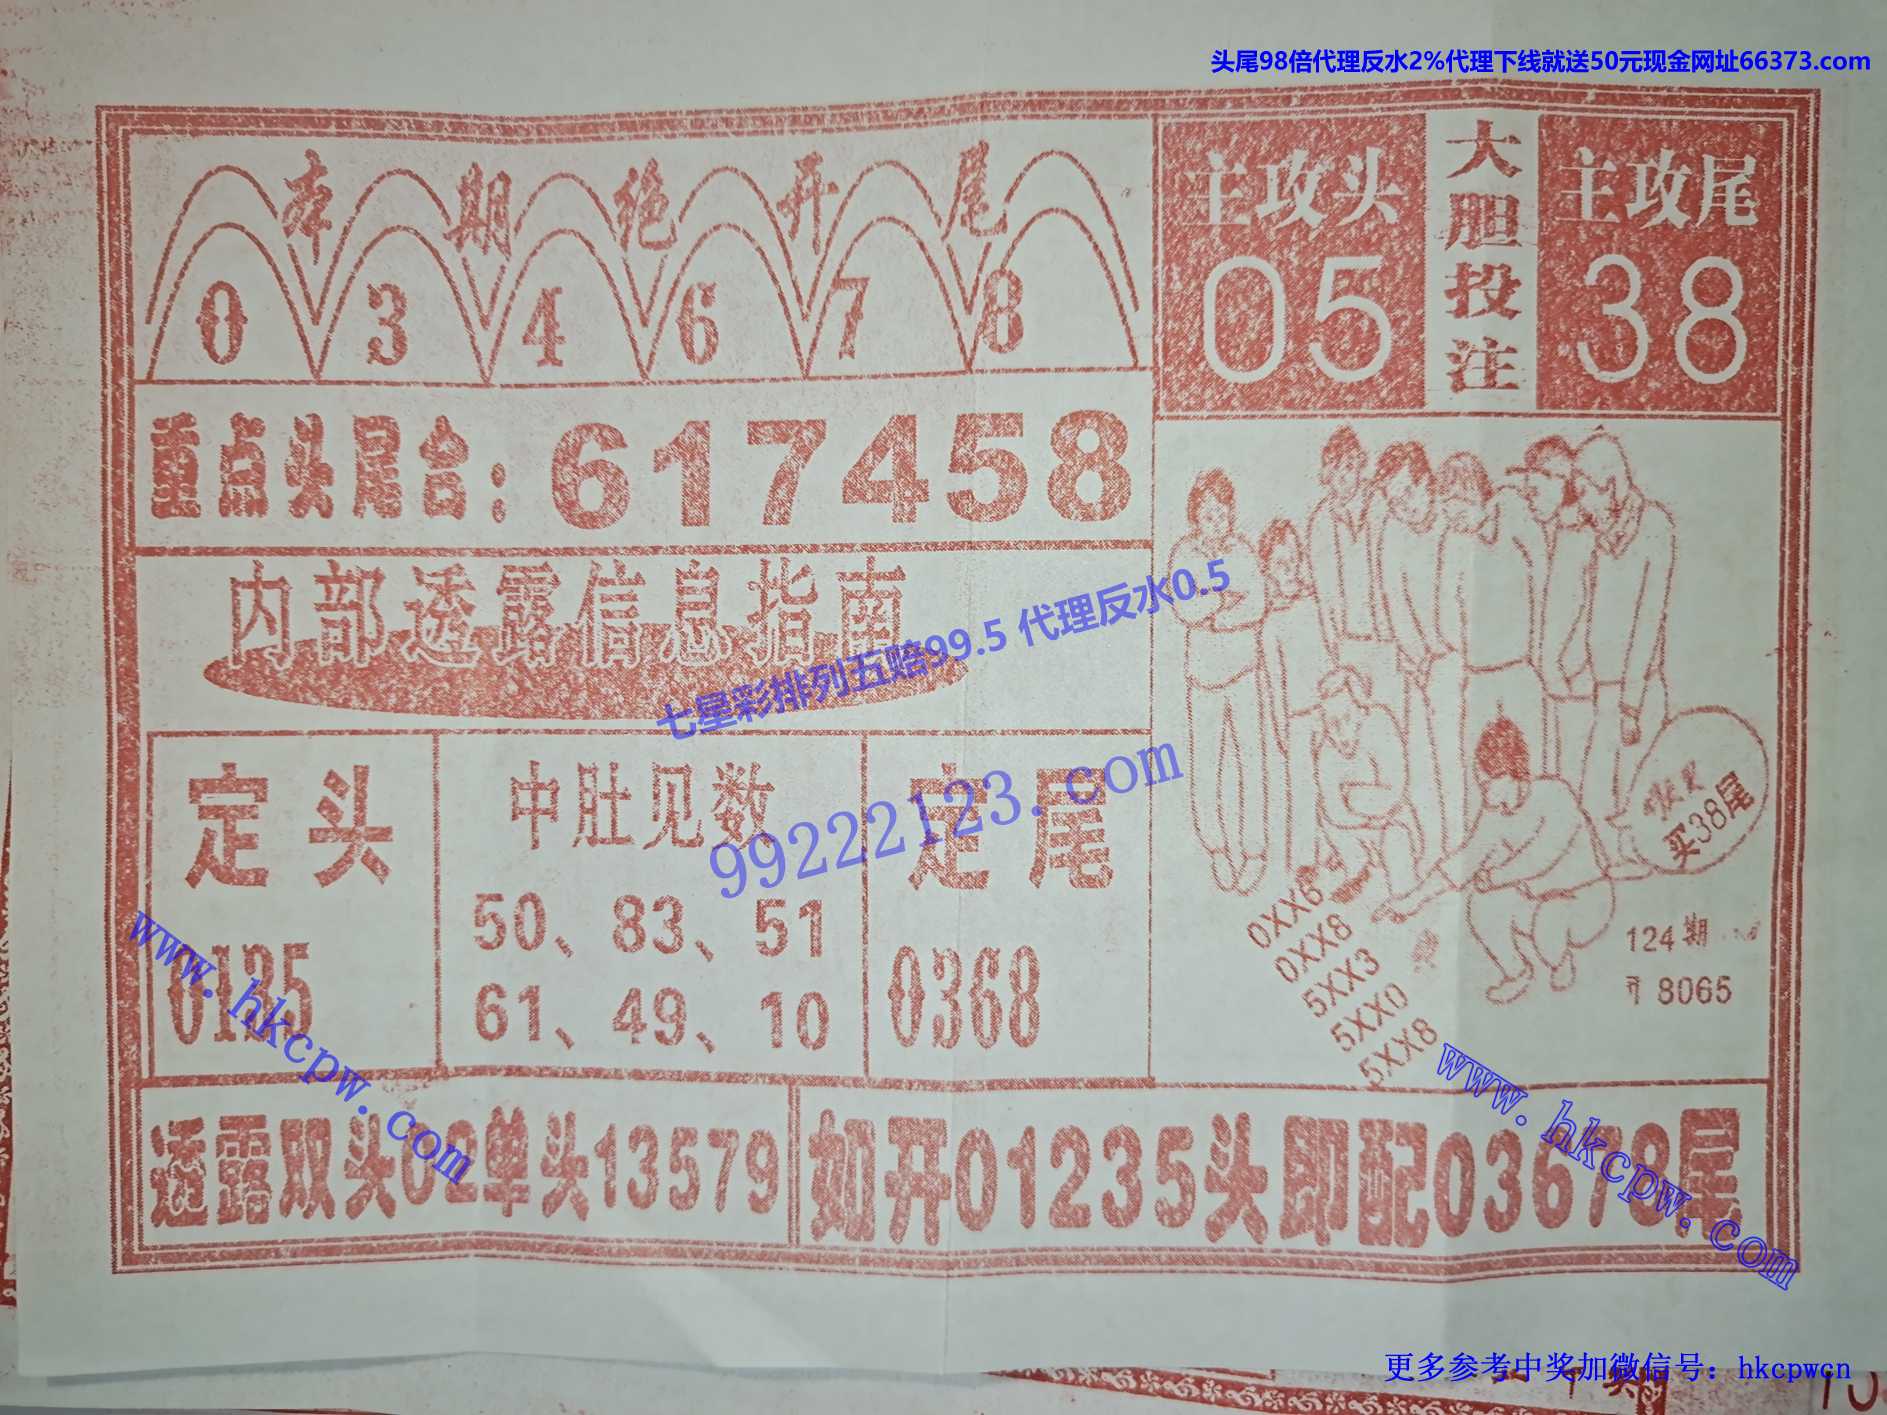 头尾98倍代理反水2%代理下线就送50元现金网址66373.com
本期绝开尾
0 3 4 6 7 8
主攻头
05
大胆投注
主攻尾
38
重点头尾合：617458
内部透露信息指南
七星彩排列五赔99.5 代理反水0.5
99222123.com
定头
0135
中肚见数
50、83、51
61、49、10
定尾
0368
买38尾
0XX6
0XX8
5XX3
5XX0
5XX8
124期
8065
www.hkcpw.com
www.hkcpw.com
透露双头02单头13579
如开01235头即配03678尾
更多参考中奖加微信号：hkcpwcn